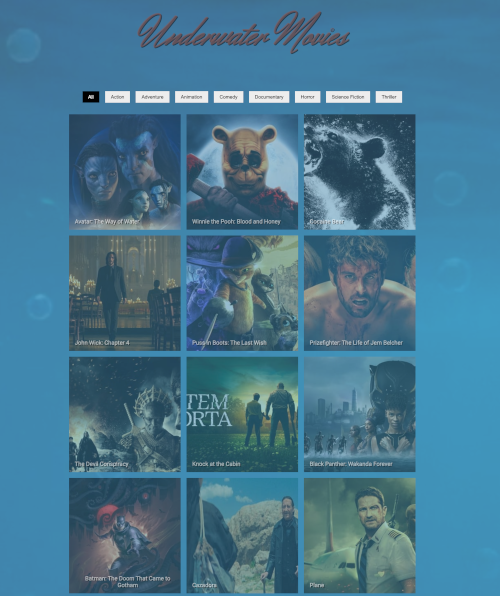 Underwater Movies
All
Action
Adventure
Animation
Comedy
Documentary
Horror
Science Fiction
Thriller
Avatar: The Way of Water
Winnie the Pooh: Blood and Honey
Cocaine Bear
John Wick: Chapter 4
Puss in Boots: The Last Wish
Prizefighter: The Life of Jem Belcher
The Devil Conspiracy
TEM
ORTA
Knock at the Cabin
Black Panther: Wakanda Forever
Batman: The Doom That Came to
Gotham
Cazadora
Plane